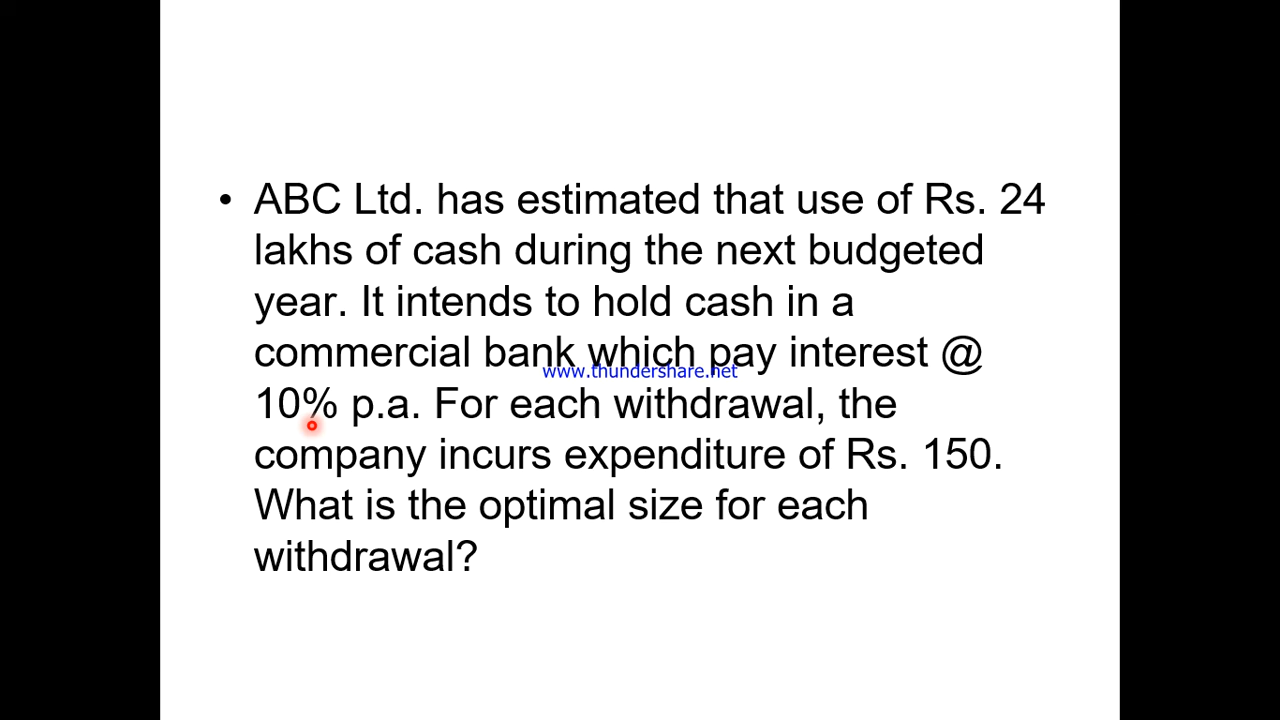 • ABC Ltd. has estimated that use of Rs. 24
lakhs of cash during the next budgeted
year. It intends to hold cash in a
commercial bank which pay interest @
www.thundershare.net
10% p.a. For each withdrawal, the
company incurs expenditure of Rs. 150.
What is the optimal size for each
withdrawal?